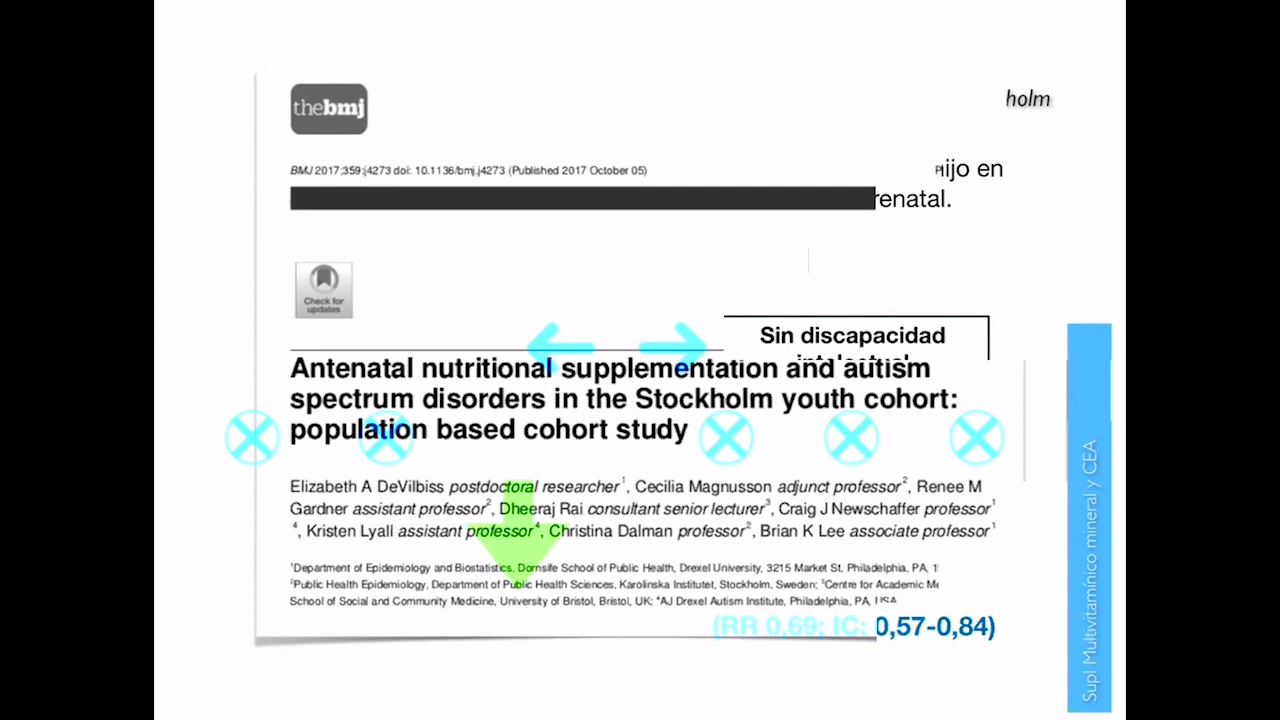 thebmj
holm
BMJ 2017;359:j4273 doi: 10.1136/bmj.j4273 (Published 2017 October 05)
ijo en
renatal.
Check for
updates
Sin discapacidad
Antenatal nutritional supplementation and autism
spectrum disorders in the Stockholm youth cohort:
population based cohort study
Elizabeth A DeVilbiss postdoctoral researcher1, Cecilia Magnusson adjunct professor2, Renee M
Gardner assistant professor2, Dheeraj Rai consultant senior lecturer3, Craig J Newschaffer professor1
4, Kristen Lyall assistant professor4, Christina Dalman professor2, Brian K Lee associate professor1
1Department of Epidemiology and Biostatistics, Dornsife School of Public Health, Drexel University, 3215 Market St, Philadelphia, PA, 1
2Public Health Epidemiology, Department of Public Health Sciences, Karolinska Institutet, Stockholm, Sweden; 3Centre for Academic Me
School of Social and Community Medicine, University of Bristol, Bristol, UK; 4AJ Drexel Autism Institute, Philadelphia, PA, USA
(RR 0,69; IC: 0,57-0,84)
Supl Multivitamínico mineral y CEA